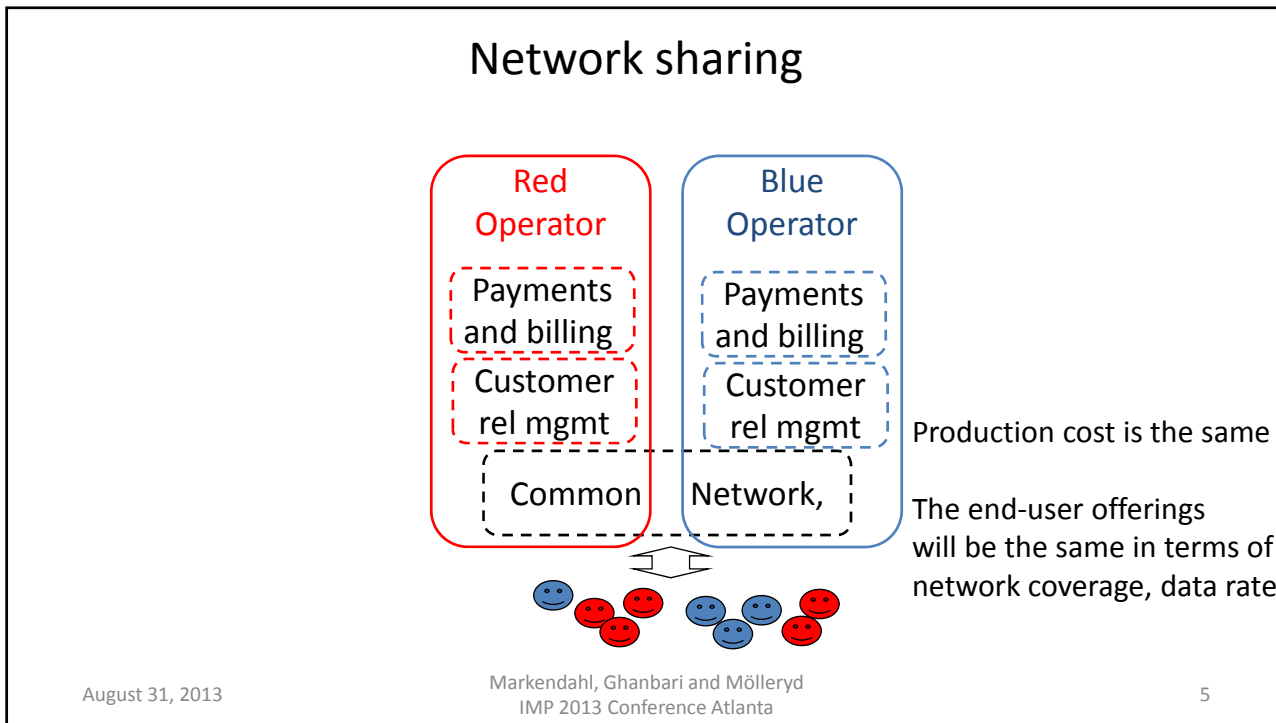 Network sharing
Red
Operator
Payments
and billing
Customer
rel mgmt
Blue
Operator
Payments
and billing
Customer
rel mgmt
Common Network,
Production cost is the same
The end-user offerings
will be the same in terms of
network coverage, data rate
August 31, 2013
Markendahl, Ghanbari and Mölleryd
IMP 2013 Conference Atlanta
5